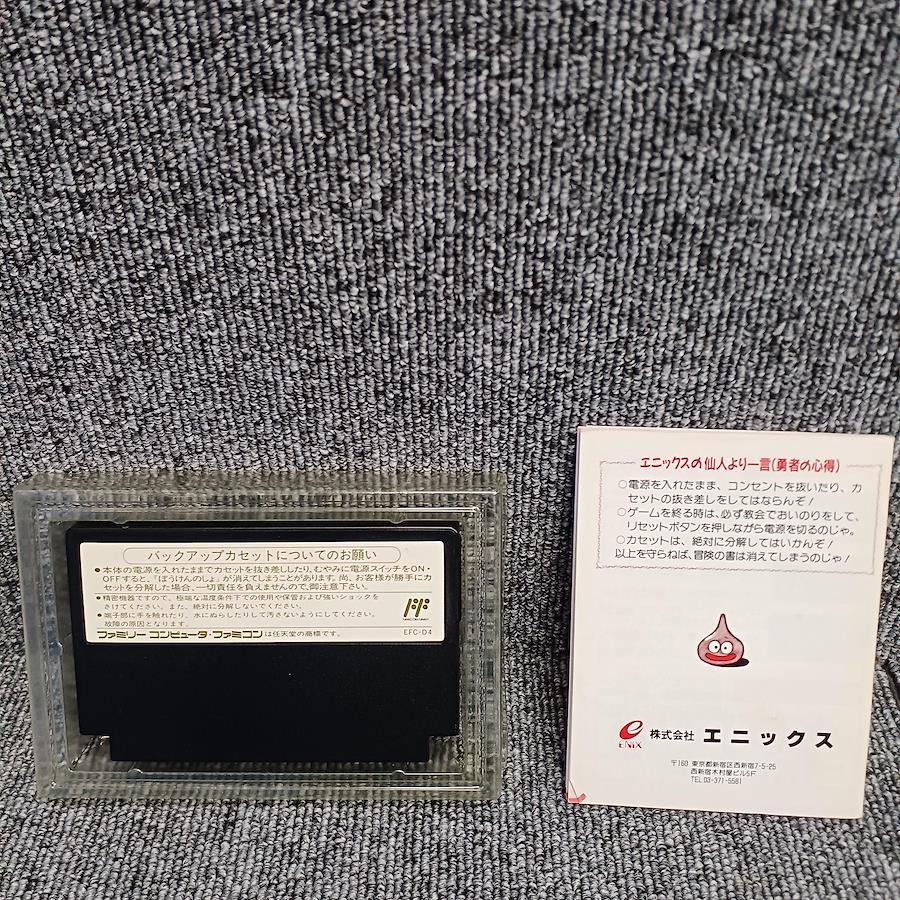 バックアップカセットについてのお願い
●本体の電源を入れたままでカセットを抜き差ししたり、むやみに電源スイッチをON・
OFFすると、「ぼうけんのしょ」が消えてしまうことがあります。尚、お客様が勝手にカ
セットを分解した場合、一切責任を負えませんので、御注意下さい。
●精密機器ですので、極端な温度条件下での使用や保管および強いショックを
さけてください。また、絶対に分解しないでください。
●端子部に手を触れたり、水にぬらしたりして汚さないようにしてください。
故障の原因となります。
ファミリーコンピュータ・ファミコンは任天堂の商標です。
EFC-D4
エニックスの仙人より一言(勇者の心得)
○電源を入れたまま、コンセントを抜いたり、カ
セットの抜き差しをしてはならんぞ!
○ゲームを終る時は、必ず教会でおいのりをして、
リセットボタンを押しながら電源を切るのじゃ。
○カセットは、絶対に分解してはいかんぞ!
以上を守らねば、冒険の書は消えてしまうのじゃ!
ENIX 株式会社 エニックス
〒160 東京都新宿区西新宿7-5-25
西新宿木村屋ビル5F
TEL.03-371-5581